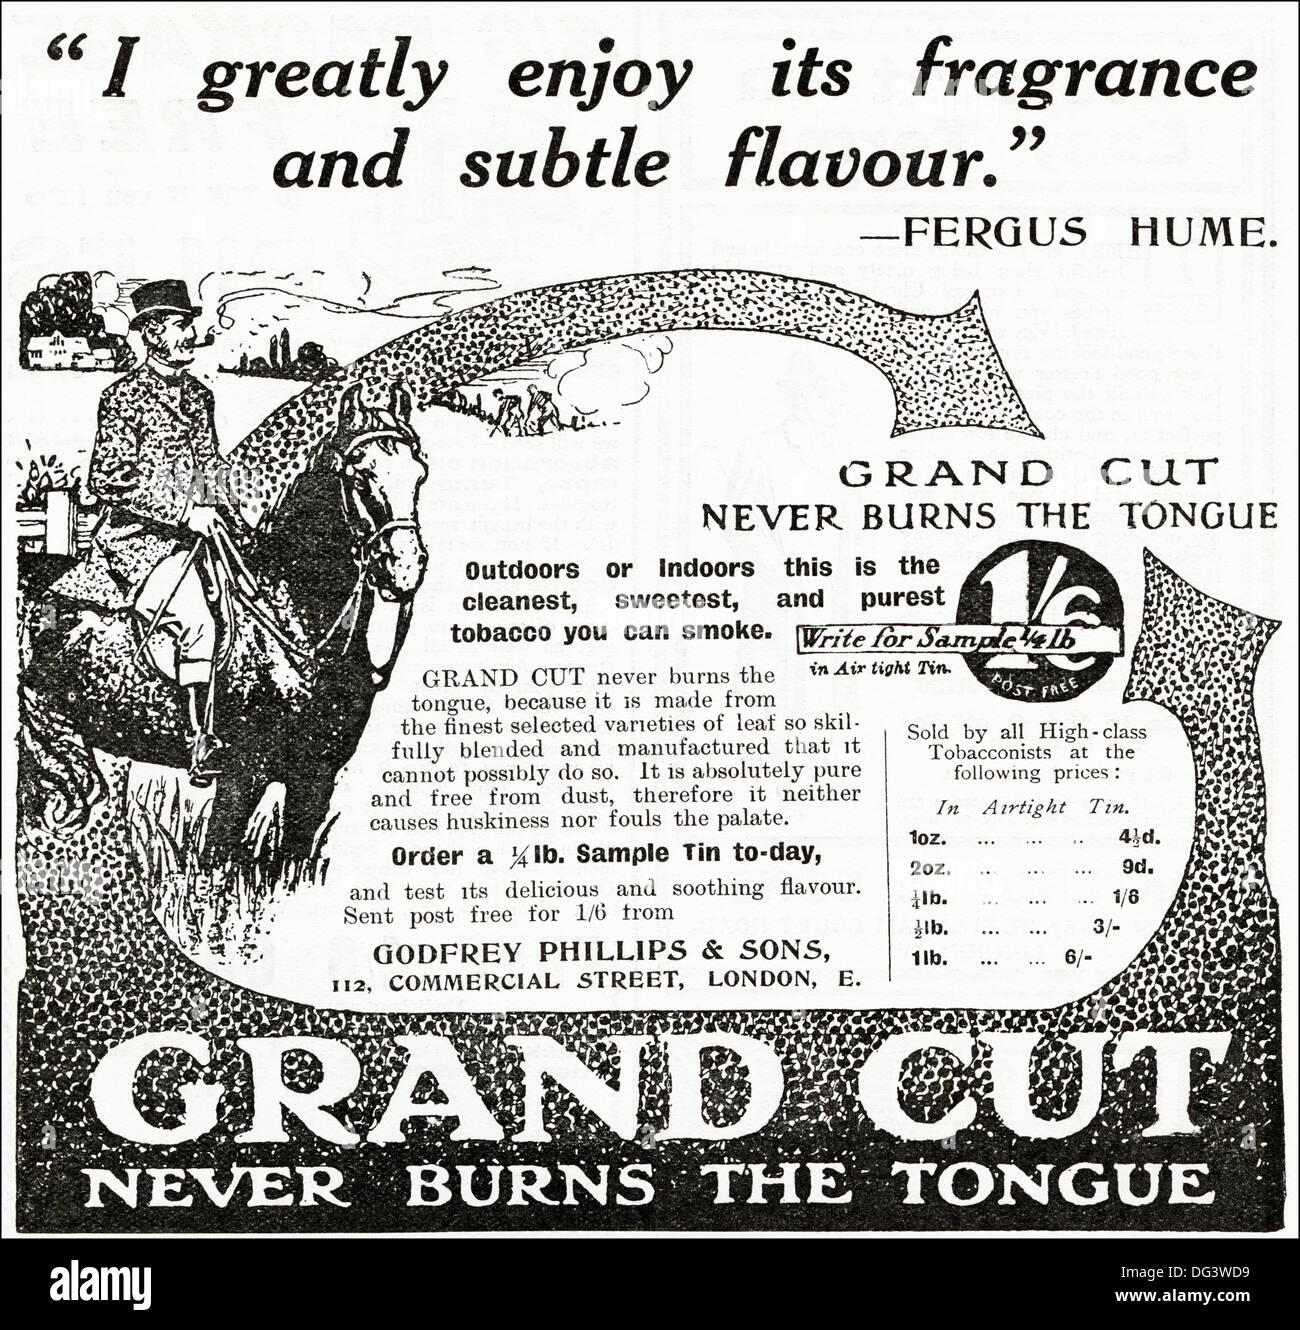 “I greatly enjoy its fragrance
and subtle flavour.”
—FERGUS HUME.
GRAND CUT
NEVER BURNS THE TONGUE
Outdoors or Indoors this is the
cleanest, sweetest, and purest
tobacco you can smoke.
1/6
Write for Sample 1/4 lb
in Air tight Tin.
POST FREE
GRAND CUT never burns the
tongue, because it is made from
the finest selected varieties of leaf so skil-
fully blended and manufactured that it
cannot possibly do so. It is absolutely pure
and free from dust, therefore it neither
causes huskiness nor fouls the palate.
Order a ¼lb. Sample Tin to-day,
and test its delicious and soothing flavour.
Sent post free for 1/6 from
GODFREY PHILLIPS & SONS,
112, COMMERCIAL STREET, LONDON, E.
Sold by all High-class
Tobacconists at the
following prices:
In Airtight Tin.
1oz. ... ... .. 4½d.
2oz. ... ... ... 9d.
¼lb. ... ... ... 1/6
½lb. ... ... 3/-
1lb. ... ... 6/-
GRAND CUT
NEVER BURNS THE TONGUE
alamy
Image ID: DG3WD9
www.alamy.com